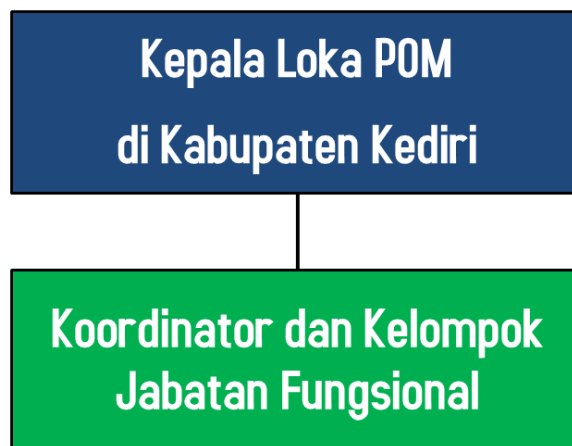 Kepala Loka POM
di Kabupaten Kediri
Koordinator dan Kelompok
Jabatan Fungsional